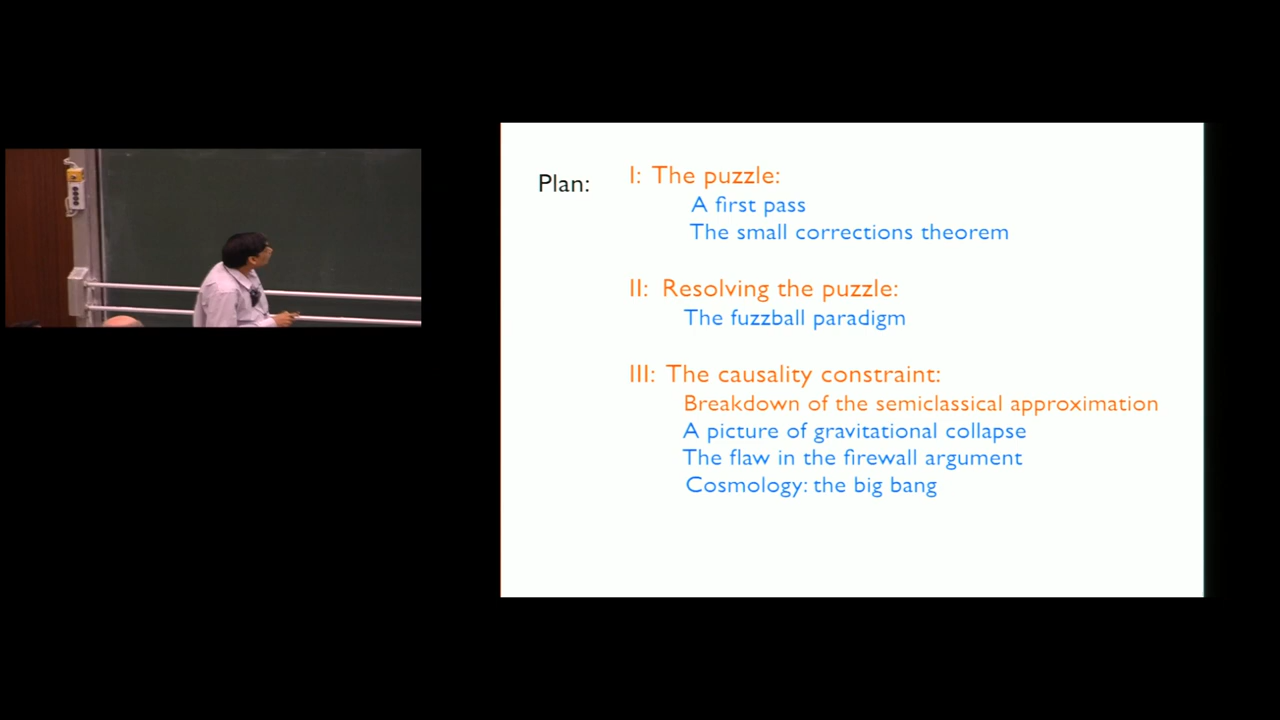 Plan:
I: The puzzle:
A first pass
The small corrections theorem
II: Resolving the puzzle:
The fuzzball paradigm
III: The causality constraint:
Breakdown of the semiclassical approximation
A picture of gravitational collapse
The flaw in the firewall argument
Cosmology: the big bang